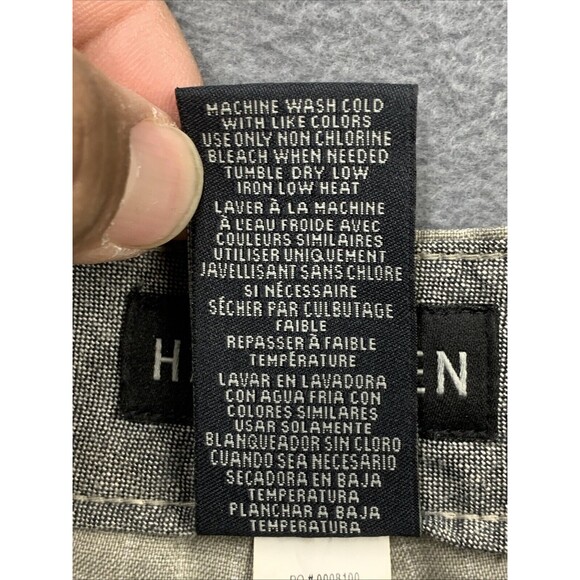 MACHINE WASH COLD
WITH LIKE COLORS
USE ONLY NON CHLORINE
BLEACH WHEN NEEDED
TUMBLE DRY LOW
IRON LOW HEAT
LAVER À LA MACHINE
À L'EAU FROIDE AVEC
COULEURS SIMILAIRES
UTILISER UNIQUEMENT
JAVELLISANT SANS CHLORE
SI NÉCESSAIRE
SÉCHER PAR CULBUTAGE
FAIBLE
REPASSER À FAIBLE
TEMPÉRATURE
LAVAR EN LAVADORA
CON AGUA FRIA CON
COLORES SIMILARES
USAR SOLAMENTE
BLANQUEADOR SIN CLORO
CUANDO SEA NECESARIO
SECADORA EN BAJA
TEMPERATURA
PLANCHAR A BAJA
TEMPERATURA
H EN
PO # 0008100